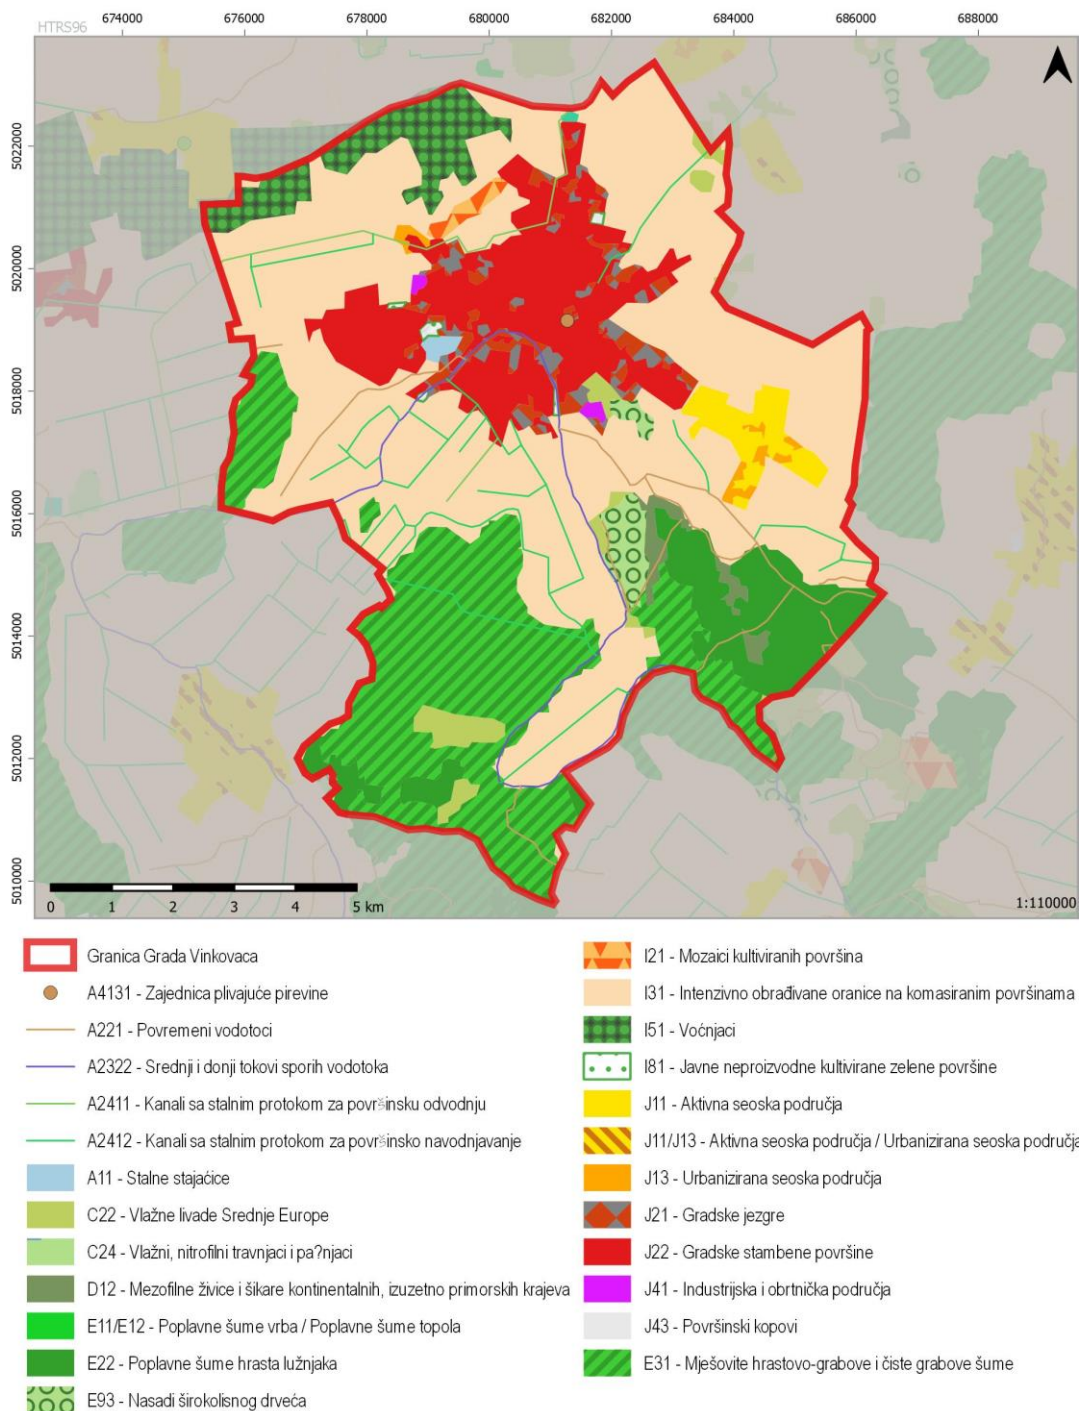 HTRS96
674000 676000 678000 680000 682000 684000 686000 688000
5022000
5020000
5018000
5016000
5014000
5012000
5010000
0 1 2 3 4 5 km
1:110000
Granica Grada Vinkovaca
A4131 - Zajednica plivajuće pirevine
A221 - Povremeni vodotoci
A2322 - Srednji i donji tokovi sporih vodotoka
A2411 - Kanali sa stalnim protokom za površinsku odvodnju
A2412 - Kanali sa stalnim protokom za površinsko navodnjavanje
A11 - Stalne stajaćice
C22 - Vlažne livade Srednje Europe
C24 - Vlažni, nitrofilni travnjaci i pa?njaci
D12 - Mezofilne živice i šikare kontinentalnih, izuzetno primorskih krajeva
E11/E12 - Poplavne šume vrba / Poplavne šume topola
E22 - Poplavne šume hrasta lužnjaka
E93 - Nasadi širokolisnog drveća
I21 - Mozaici kultiviranih površina
I31 - Intenzivno obrađivane oranice na komasiranim površinama
I51 - Voćnjaci
I81 - Javne neproizvodne kultivirane zelene površine
J11 - Aktivna seoska područja
J11/J13 - Aktivna seoska područja / Urbanizirana seoska područja
J13 - Urbanizirana seoska područja
J21 - Gradske jezgre
J22 - Gradske stambene površine
J41 - Industrijska i obrtnička područja
J43 - Površinski kopovi
E31 - Mješovite hrastovo-grabove i čiste grabove šume